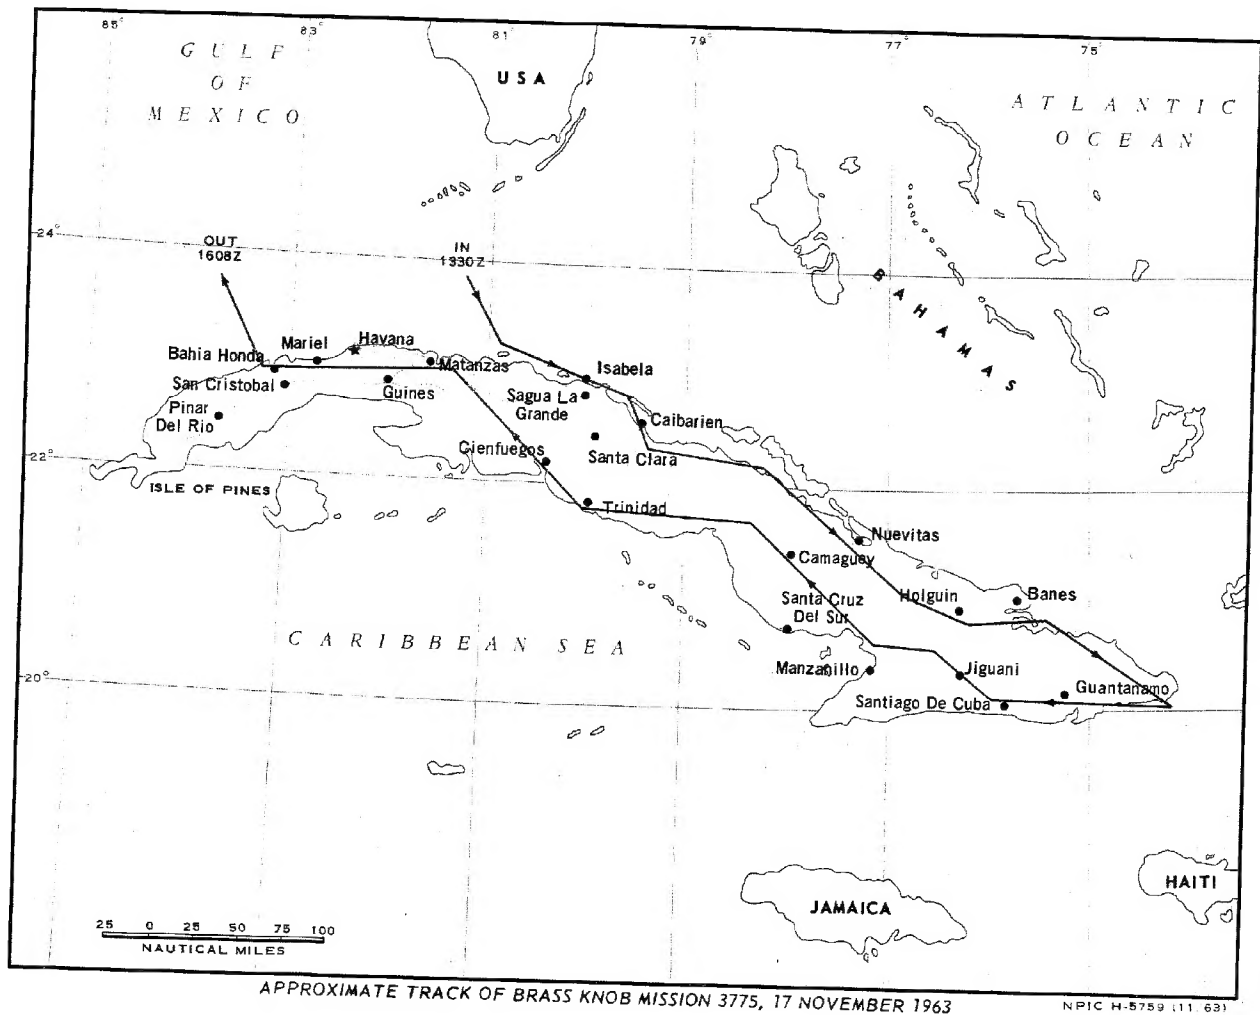 85° 83° 81° 79° 77° 75°
GULF
OF
MEXICO
USA
ATLANTIC
OCEAN
24°
OUT
1608Z
IN
1330Z
BAHAMAS
Mariel
Havana
Bahia Honda
Matanzas
Isabela
San Cristobal
Guines
Sagua La
Grande
Pinar
Del Rio
Caibarien
Cienfuegos
Santa Clara
22°
ISLE OF PINES
Trinidad
Nuevitas
Camaguey
Holguin
Banes
Santa Cruz
Del Sur
CARIBBEAN SEA
Manzanillo
Jiguani
20°
Guantanamo
Santiago De Cuba
HAITI
JAMAICA
25 0 25 50 75 100
NAUTICAL MILES
APPROXIMATE TRACK OF BRASS KNOB MISSION 3775, 17 NOVEMBER 1963
NPIC H-5759 (11/63)